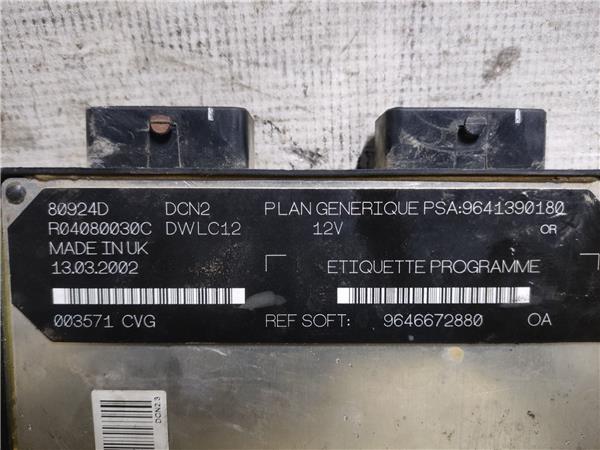 80924D DCN2 PLAN GENERIQUE PSA:9641390180
R04080030C DWLC12 12V OR
MADE IN UK
13.03.2002 ETIQUETTE PROGRAMME
003571 CVG REF SOFT: 9646672880 OA
DCN2.3